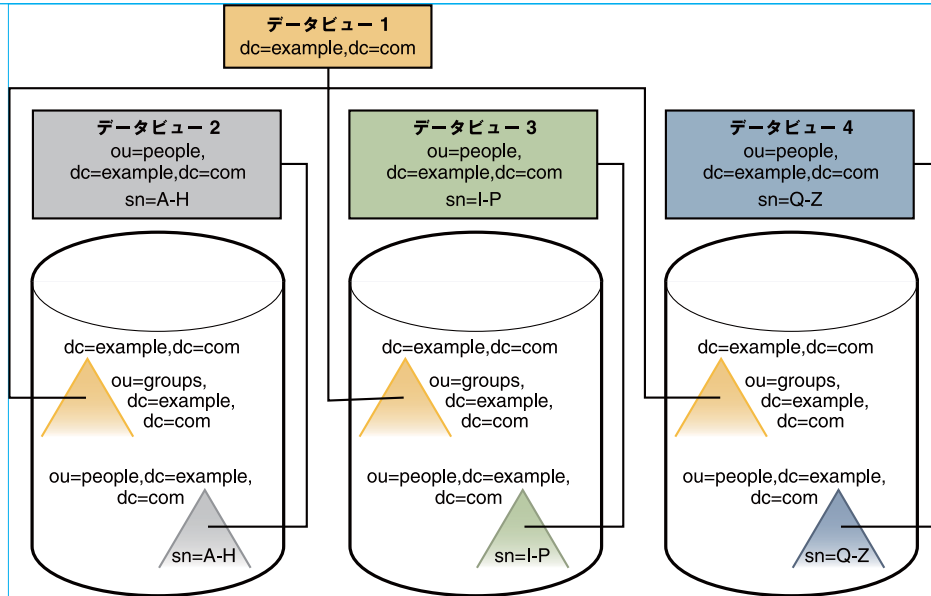 データビュー 1
dc=example,dc=com
データビュー 2
ou=people,
dc=example,dc=com
sn=A-H
データビュー 3
ou=people,
dc=example,dc=com
sn=I-P
データビュー 4
ou=people,
dc=example,dc=com
sn=Q-Z
dc=example,dc=com
ou=groups,
dc=example,
dc=com
ou=people,dc=example,
dc=com
sn=A-H
dc=example,dc=com
ou=groups,
dc=example,
dc=com
ou=people,dc=example,
dc=com
sn=I-P
dc=example,dc=com
ou=groups,
dc=example,
dc=com
ou=people,dc=example,
dc=com
sn=Q-Z